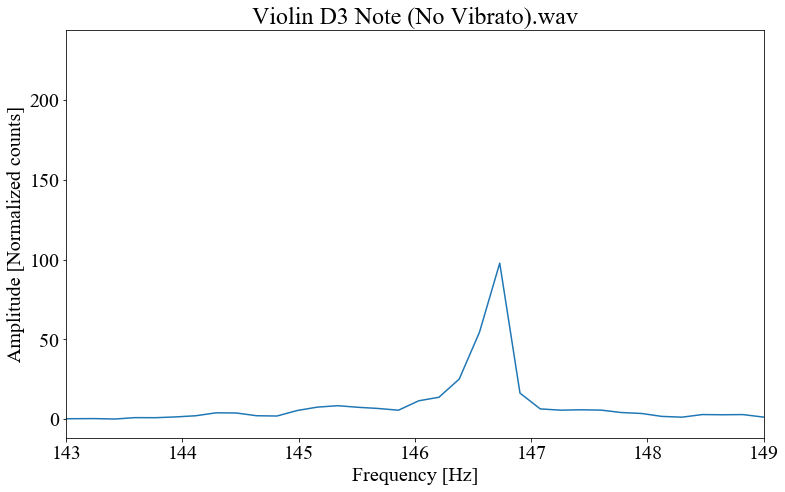 Violin D3 Note (No Vibrato).wav
Amplitude [Normalized counts]
200
150
100
50
0
143 144 145 146 147 148 149
Frequency [Hz]